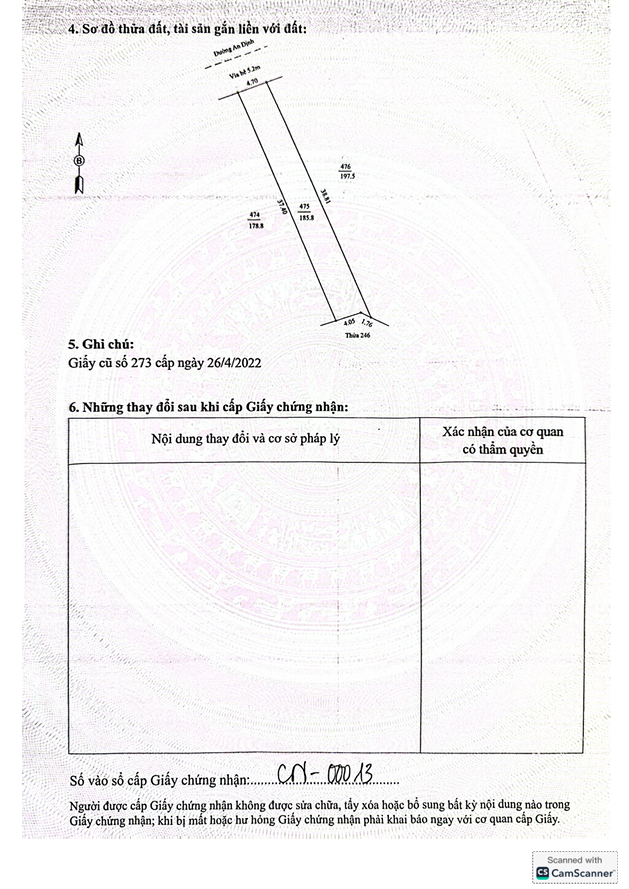 4. Sơ đồ thửa đất, tài sản gắn liền với đất:
Đường An Định
Vỉa hè 5.2m
4.70
B
476
197.5
37.40
38.81
475
185.8
474
178.8
4.05 1.76
Thửa 246
5. Ghi chú:
Giấy cũ số 273 cấp ngày 26/4/2022
6. Những thay đổi sau khi cấp Giấy chứng nhận:
Nội dung thay đổi và cơ sở pháp lý
Xác nhận của cơ quan
có thẩm quyền
Số vào sổ cấp Giấy chứng nhận: CN-00013
Người được cấp Giấy chứng nhận không được sửa chữa, tẩy xóa hoặc bổ sung bất kỳ nội dung nào trong
Giấy chứng nhận; khi bị mất hoặc hư hỏng Giấy chứng nhận phải khai báo ngay với cơ quan cấp Giấy.
Scanned with
CS CamScanner